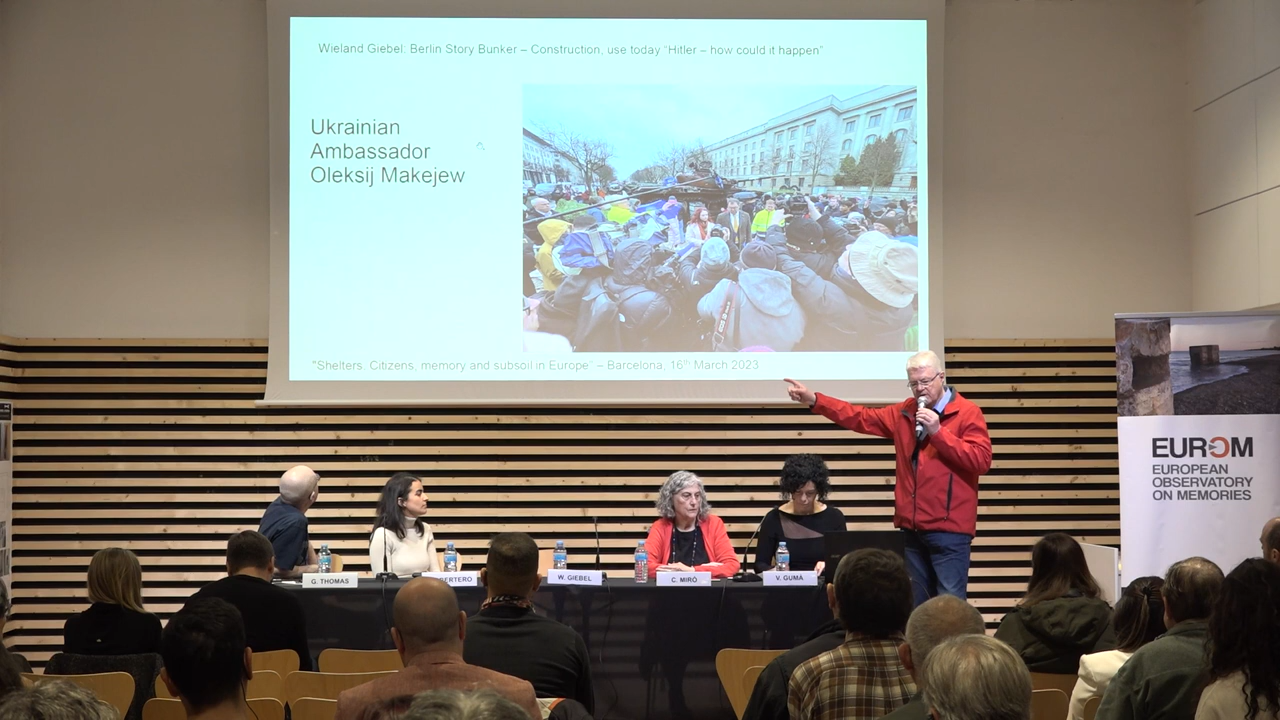 Wieland Giebel: Berlin Story Bunker – Construction, use today “Hitler – how could it happen”
Ukrainian
Ambassador
Oleksij Makejew
"Shelters. Citizens, memory and subsoil in Europe” – Barcelona, 16th March 2023
EUROM
EUROPEAN
OBSERVATORY
ON MEMORIES
G. THOMAS
BERTERO
W. GIEBEL
C. MIRÓ
V. GUMÀ